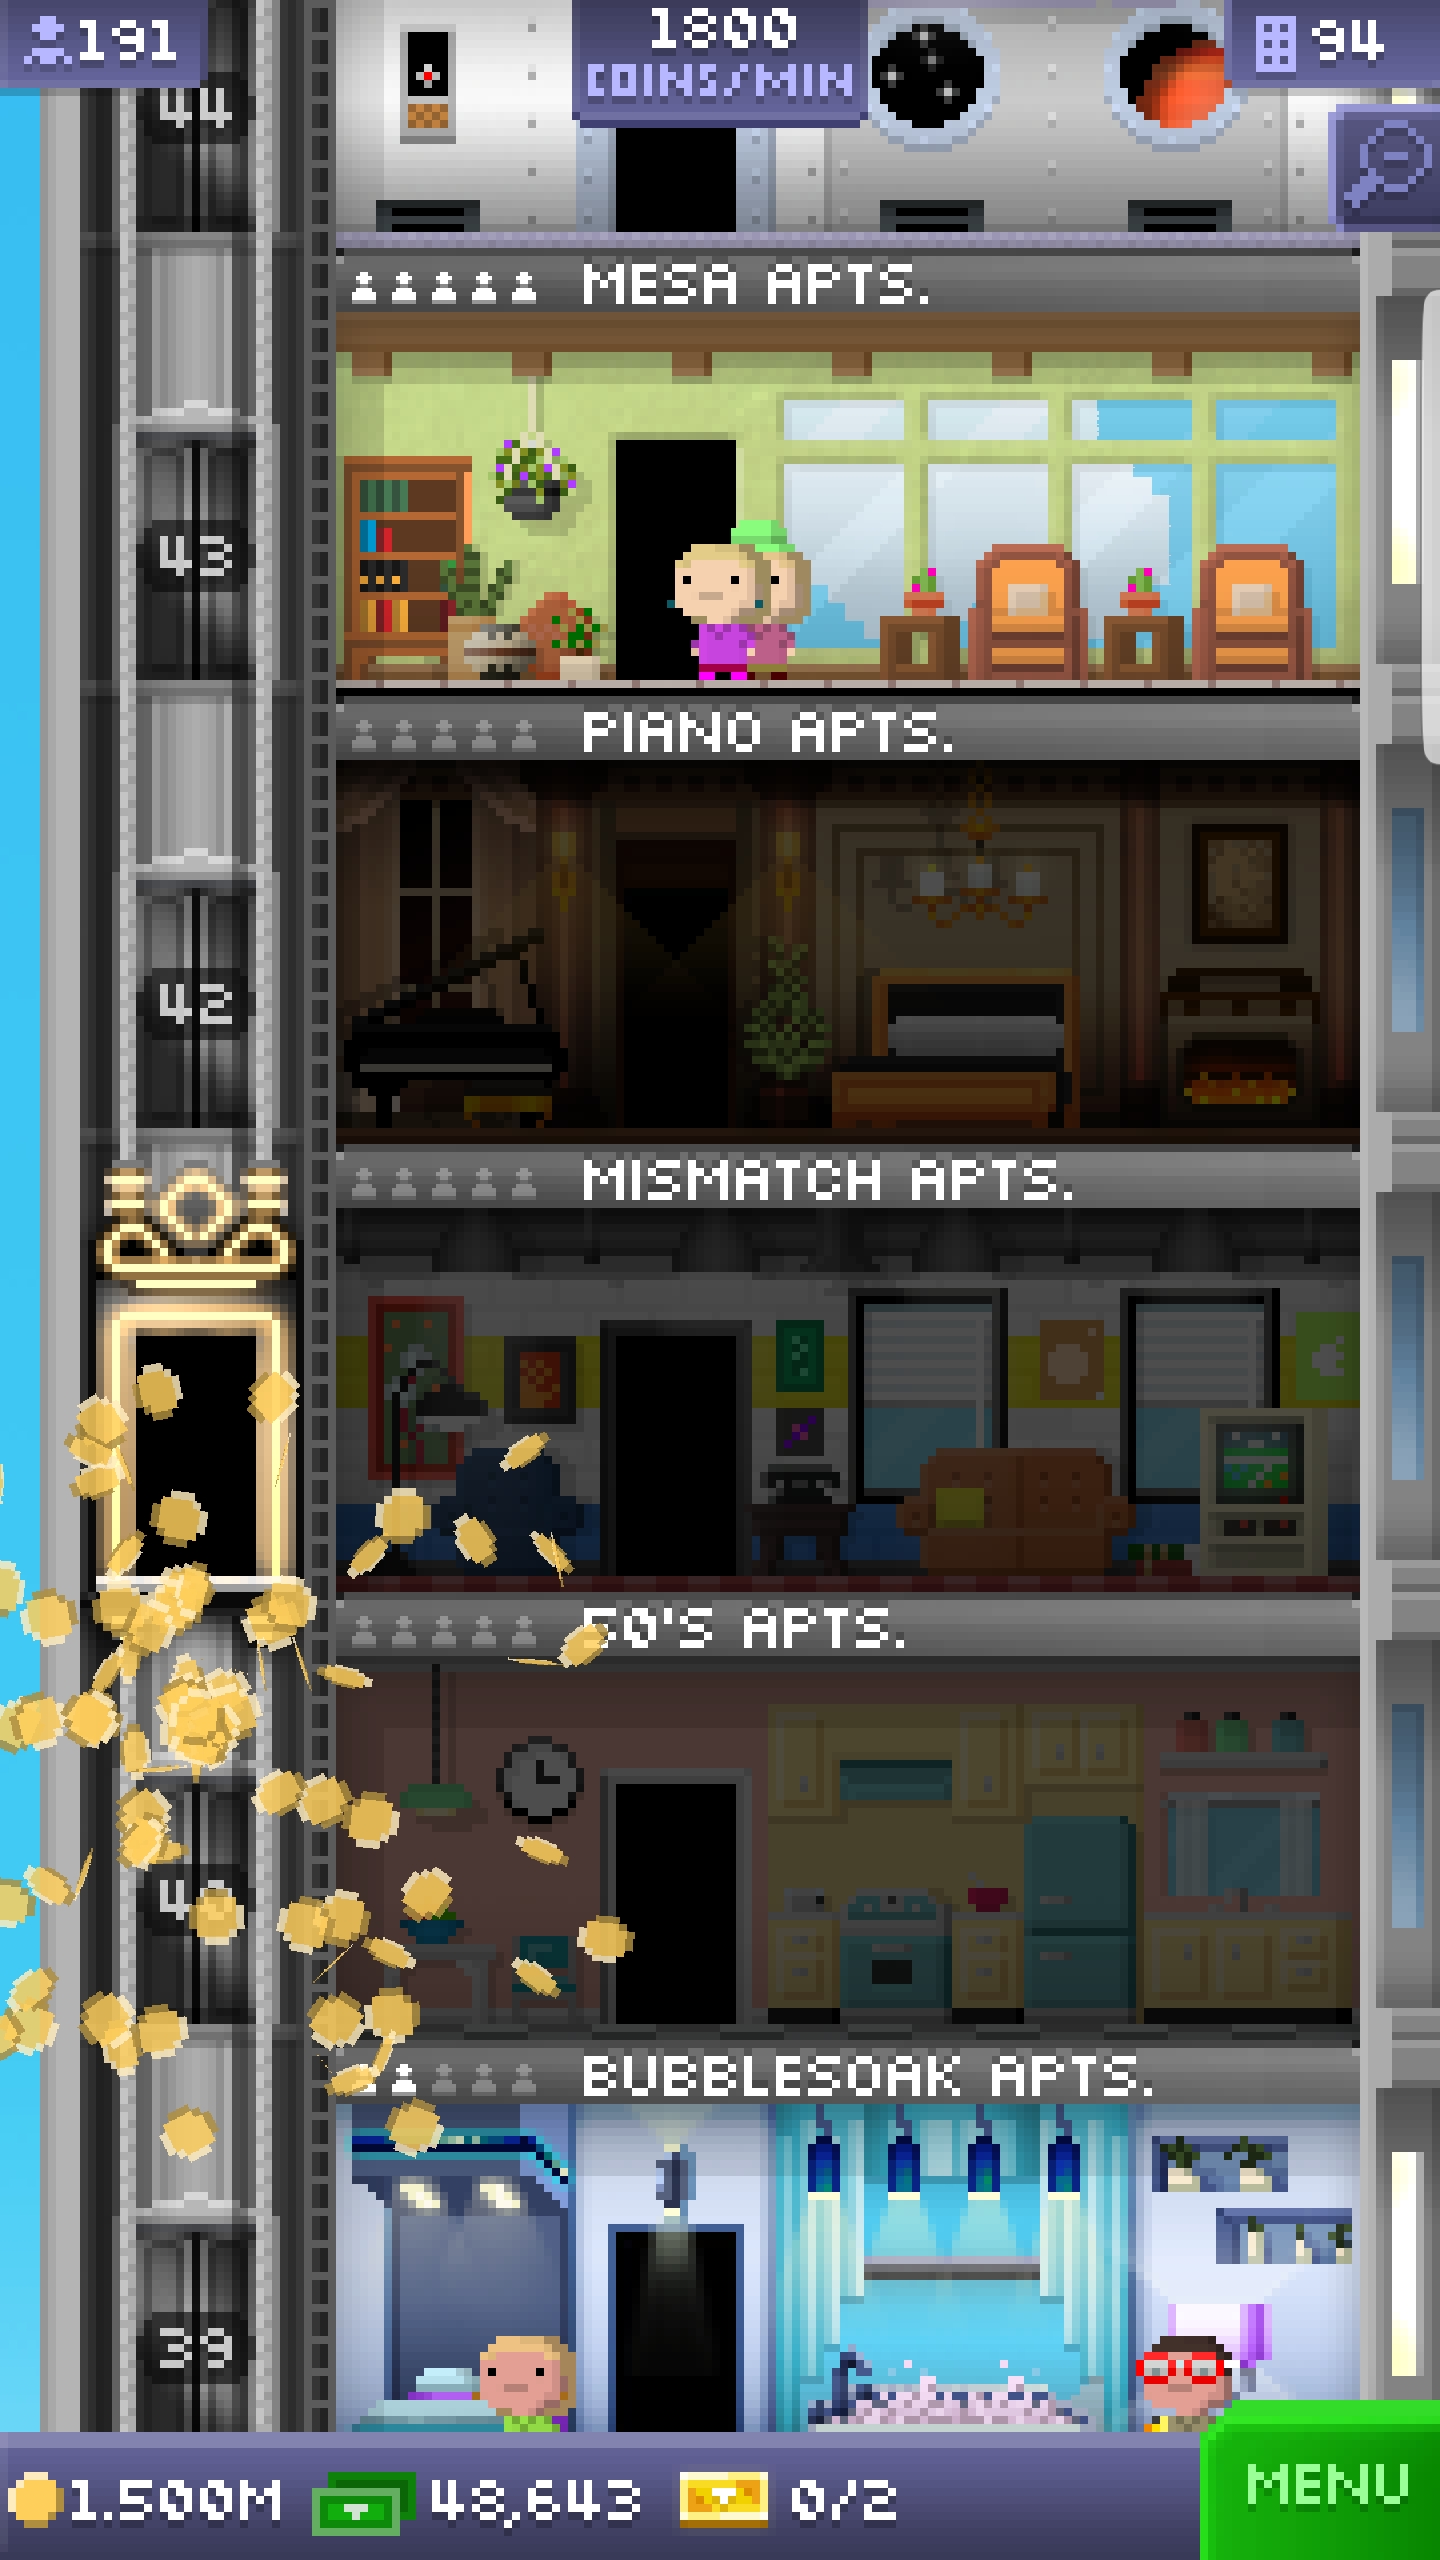 191
1800
COINS/MIN
94
44
MESA APTS.
43
PIANO APTS.
42
MISMATCH APTS.
50'S APTS.
BUBBLESOAK APTS.
39
1.500M
48,643
0/2
MENU